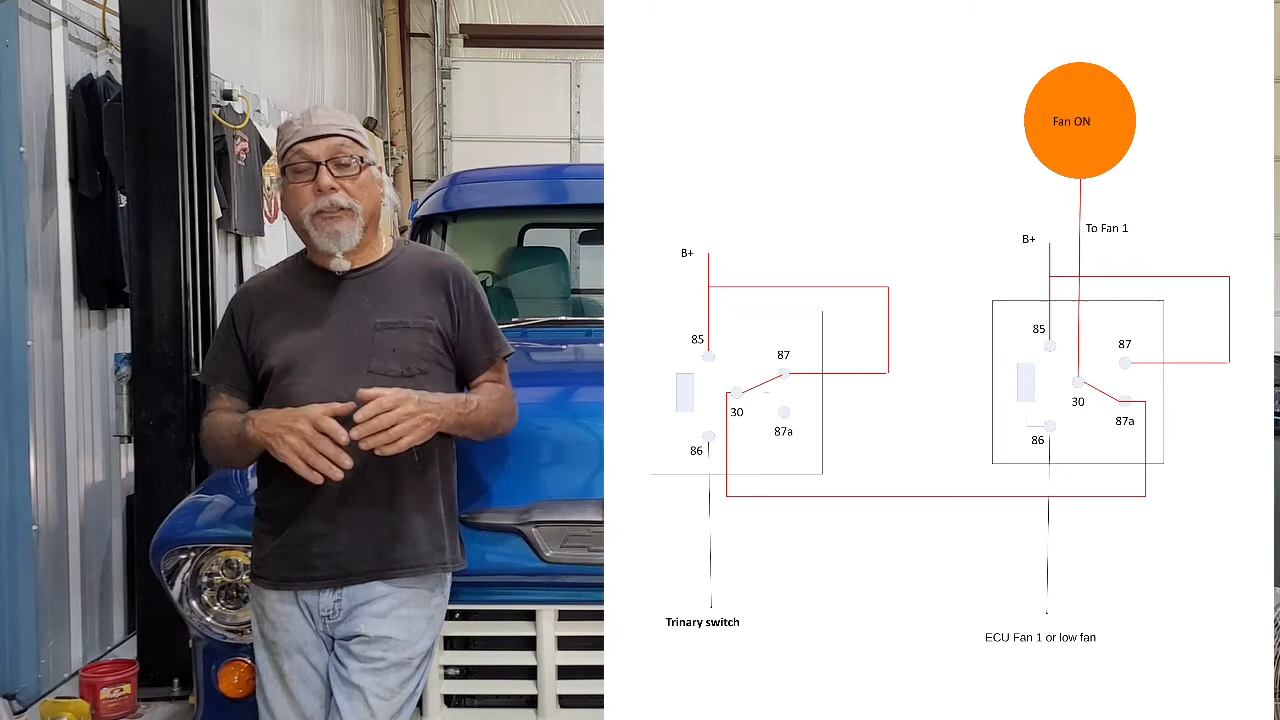 Fan ON
To Fan 1
B+
B+
85
87
30
87a
86
85
87
30
87a
86
Trinary switch
ECU Fan 1 or low fan